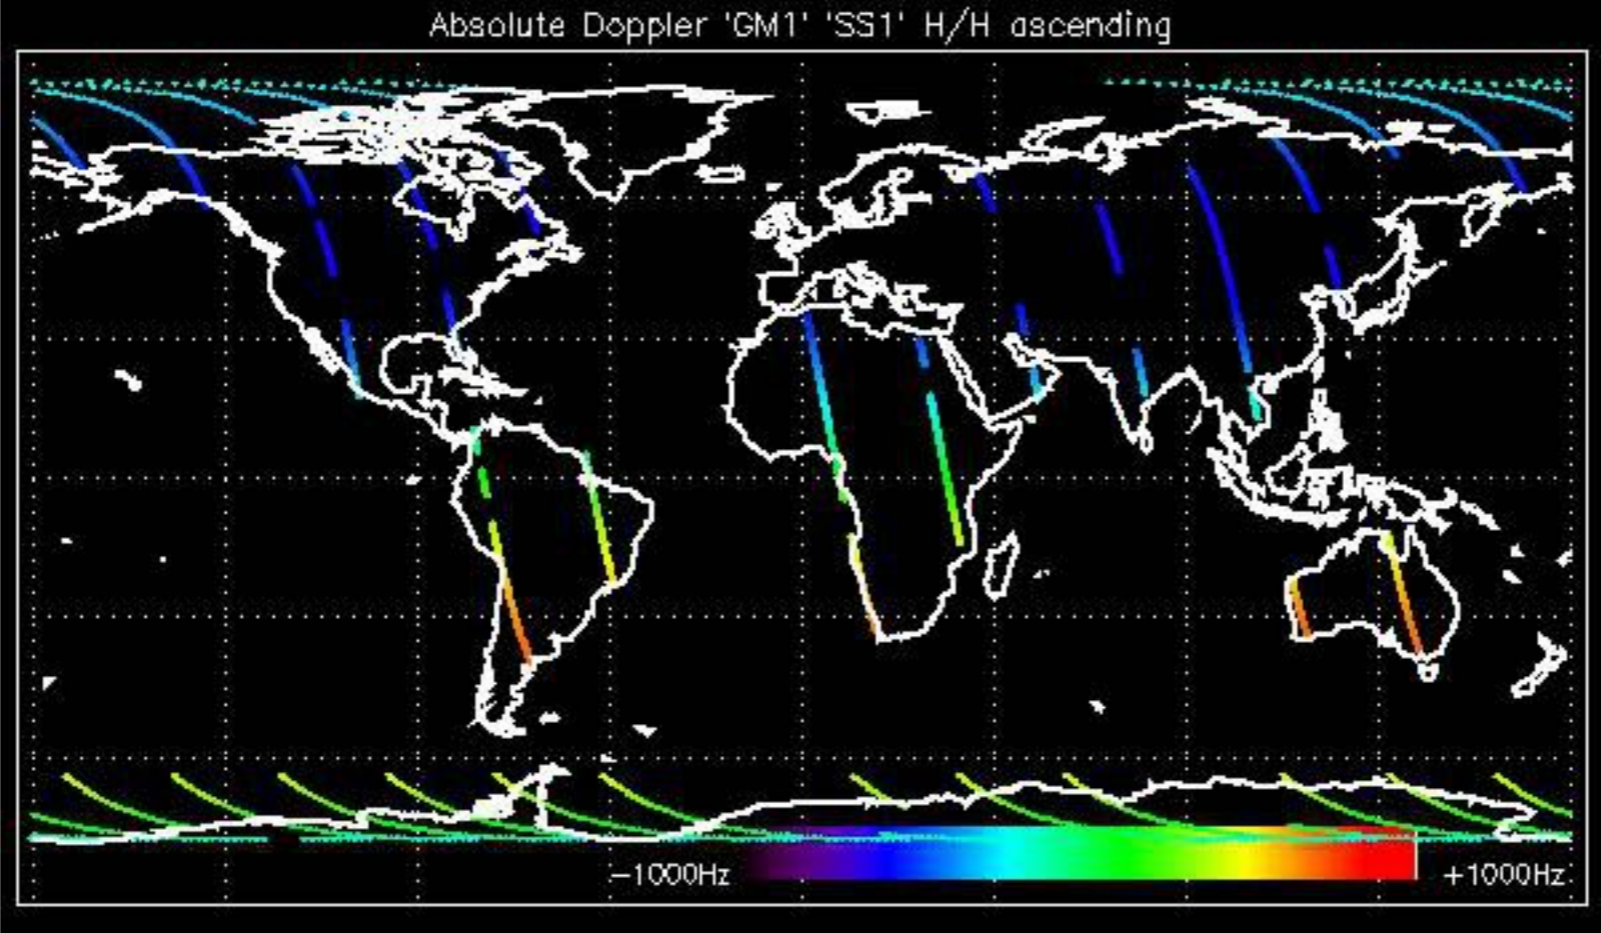 Absolute Doppler 'GM1' 'SS1' H/H ascending
−1000Hz +1000Hz